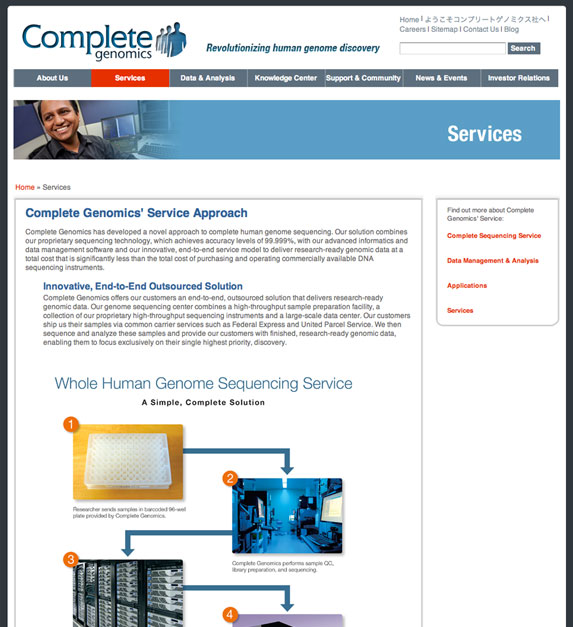 Complete
genomics
Revolutionizing human genome discovery
Home | ようこそコンプリートゲノミクス社へ |
Careers | Sitemap | Contact Us | Blog
Search
About Us
Services
Data & Analysis
Knowledge Center
Support & Community
News & Events
Investor Relations
Services
Home » Services
Complete Genomics' Service Approach
Complete Genomics has developed a novel approach to complete human genome sequencing. Our solution combines
our proprietary sequencing technology, which achieves accuracy levels of 99.999%, with our advanced informatics and
data management software and our innovative, end-to-end service model to deliver research-ready genomic data at a
total cost that is significantly less than the total cost of purchasing and operating commercially available DNA
sequencing instruments.
Innovative, End-to-End Outsourced Solution
Complete Genomics offers our customers an end-to-end, outsourced solution that delivers research-ready
genomic data. Our genome sequencing center combines a high-throughput sample preparation facility, a
collection of our proprietary high-throughput sequencing instruments and a large-scale data center. Our customers
ship us their samples via common carrier services such as Federal Express and United Parcel Service. We then
sequence and analyze these samples and provide our customers with finished, research-ready genomic data,
enabling them to focus exclusively on their single highest priority, discovery.
Find out more about Complete
Genomics' Service:
Complete Sequencing Service
Data Management & Analysis
Applications
Services
Whole Human Genome Sequencing Service
A Simple, Complete Solution
1
Researcher sends samples in barcoded 96-well
plate provided by Complete Genomics.
2
Complete Genomics performs sample QC,
library preparation, and sequencing.
3
4